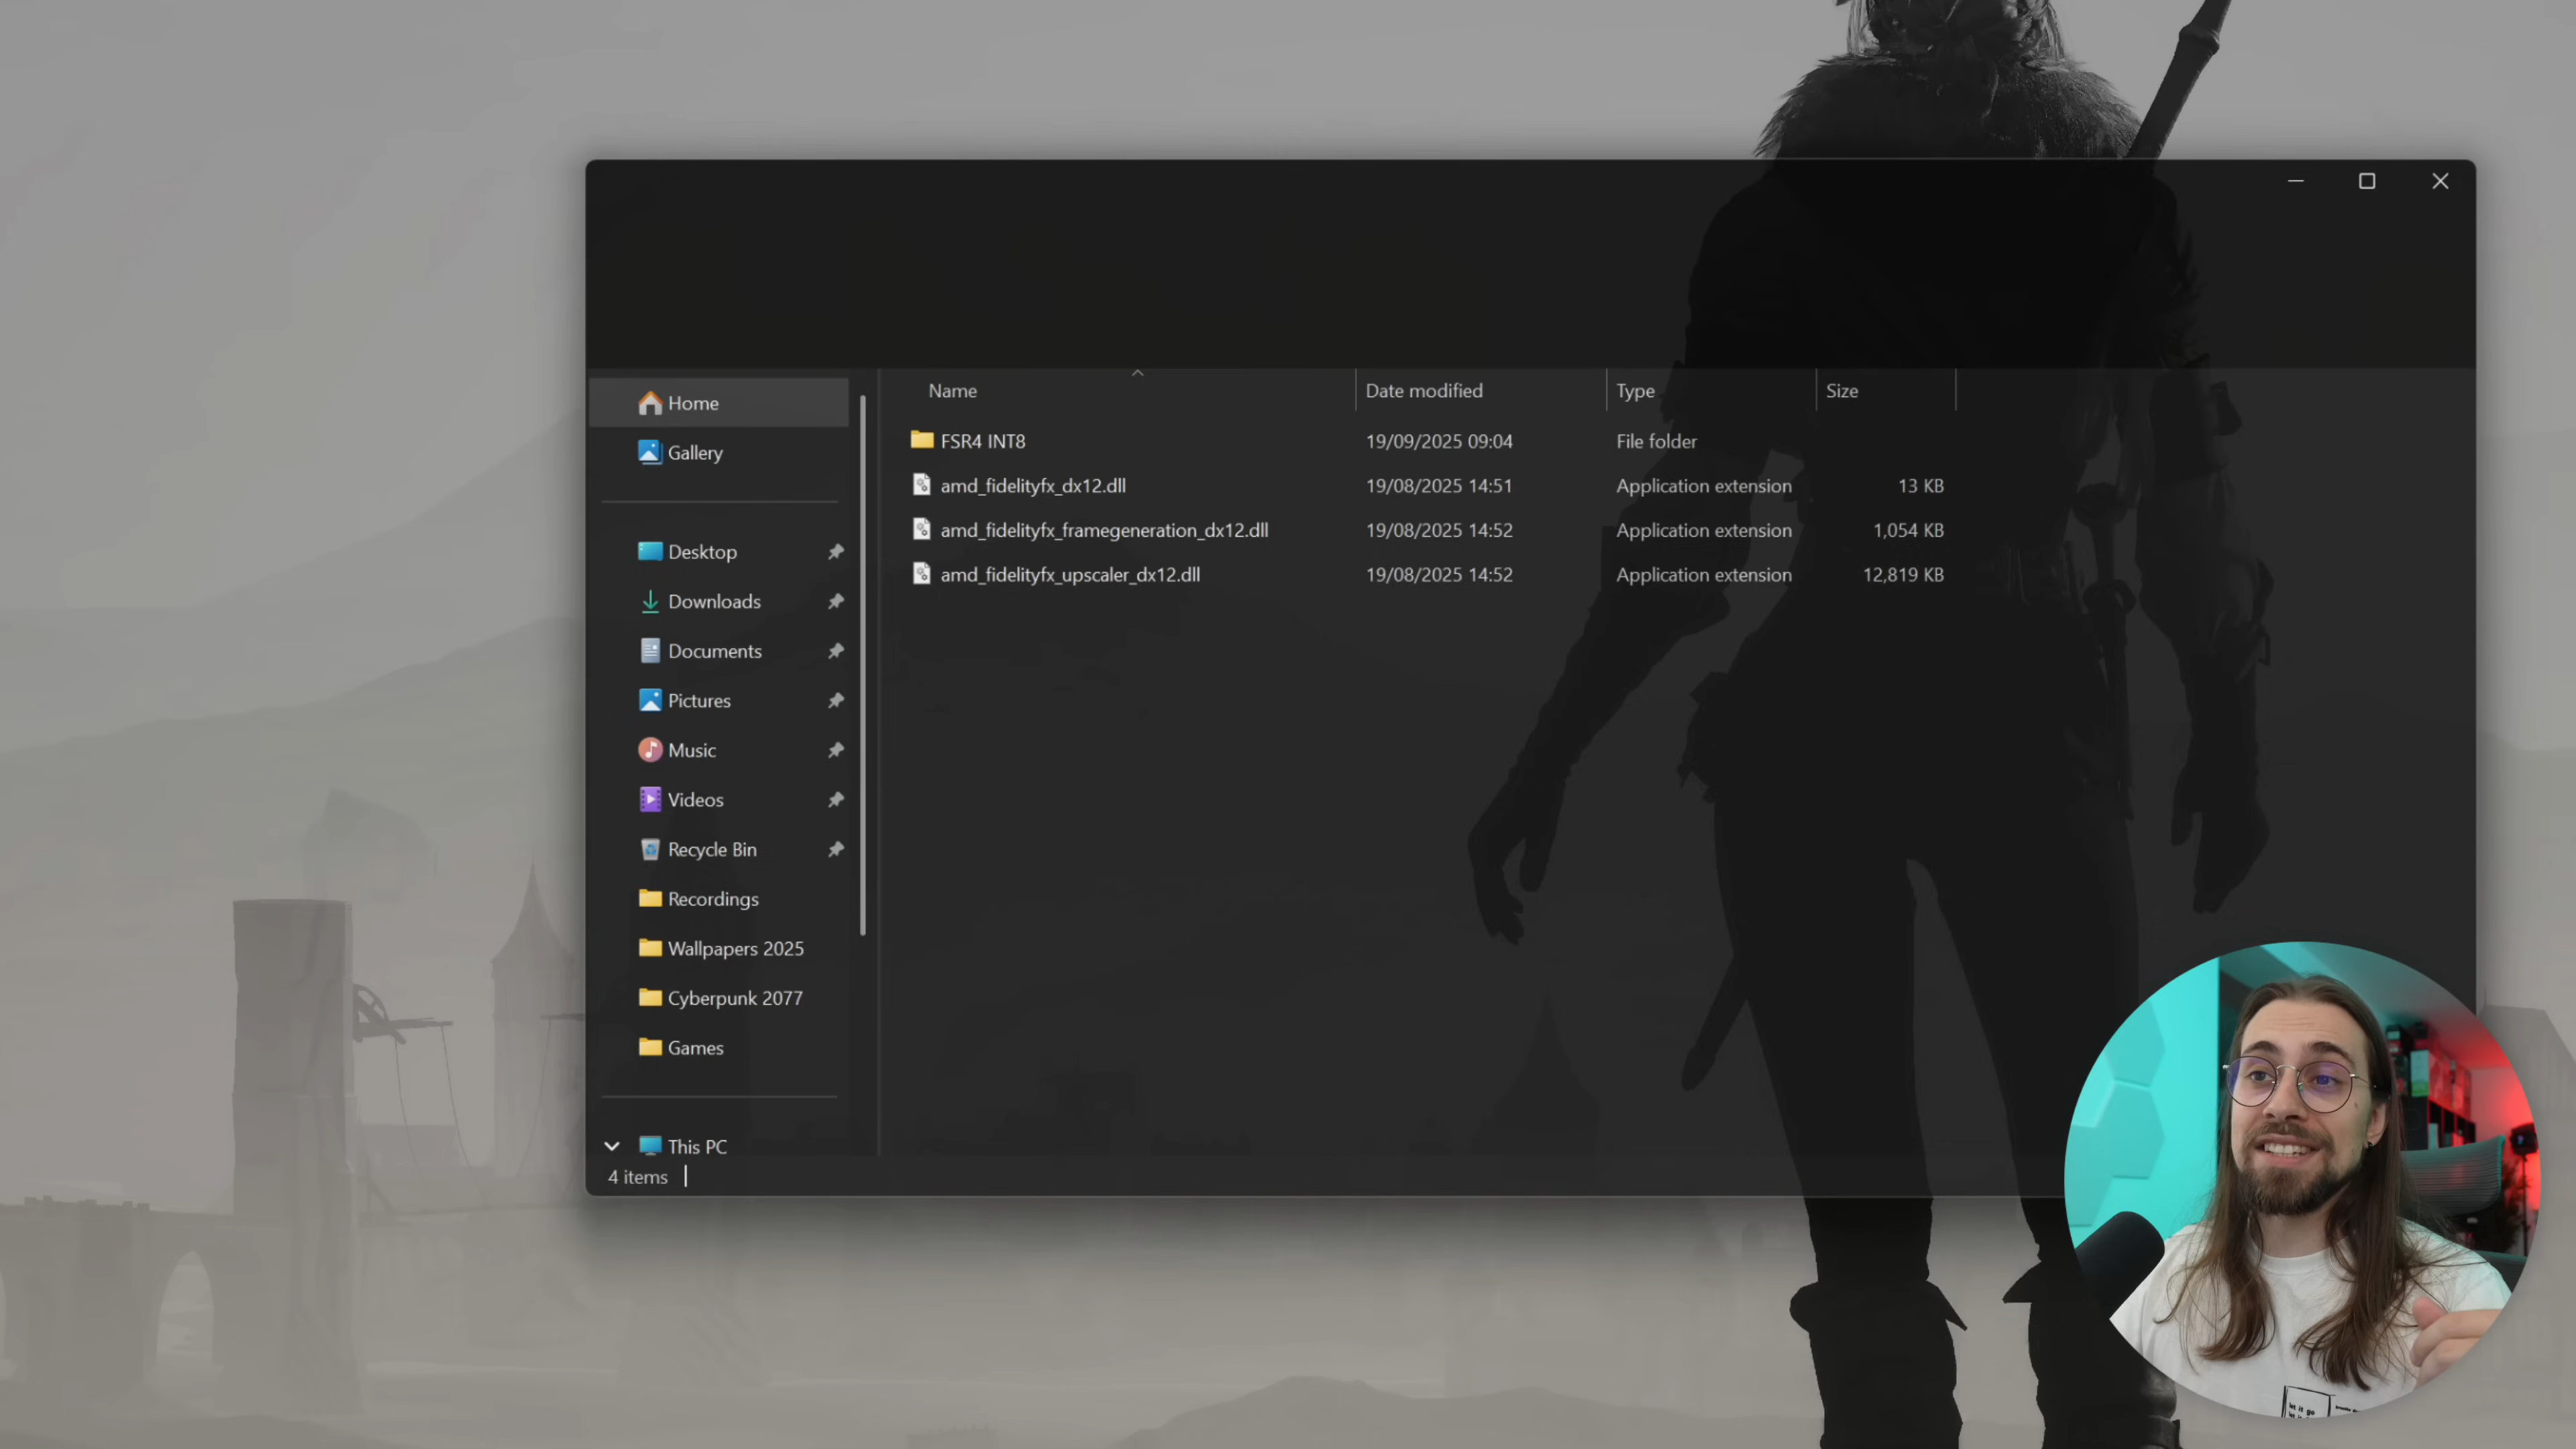 Name Date modified Type Size
FSR4 INT8 19/09/2025 09:04 File folder
amd_fidelityfx_dx12.dll 19/08/2025 14:51 Application extension 13 KB
amd_fidelityfx_framegeneration_dx12.dll 19/08/2025 14:52 Application extension 1,054 KB
amd_fidelityfx_upscaler_dx12.dll 19/08/2025 14:52 Application extension 12,819 KB
Home
Gallery
Desktop
Downloads
Documents
Pictures
Music
Videos
Recycle Bin
Recordings
Wallpapers 2025
Cyberpunk 2077
Games
This PC
4 items
let it go